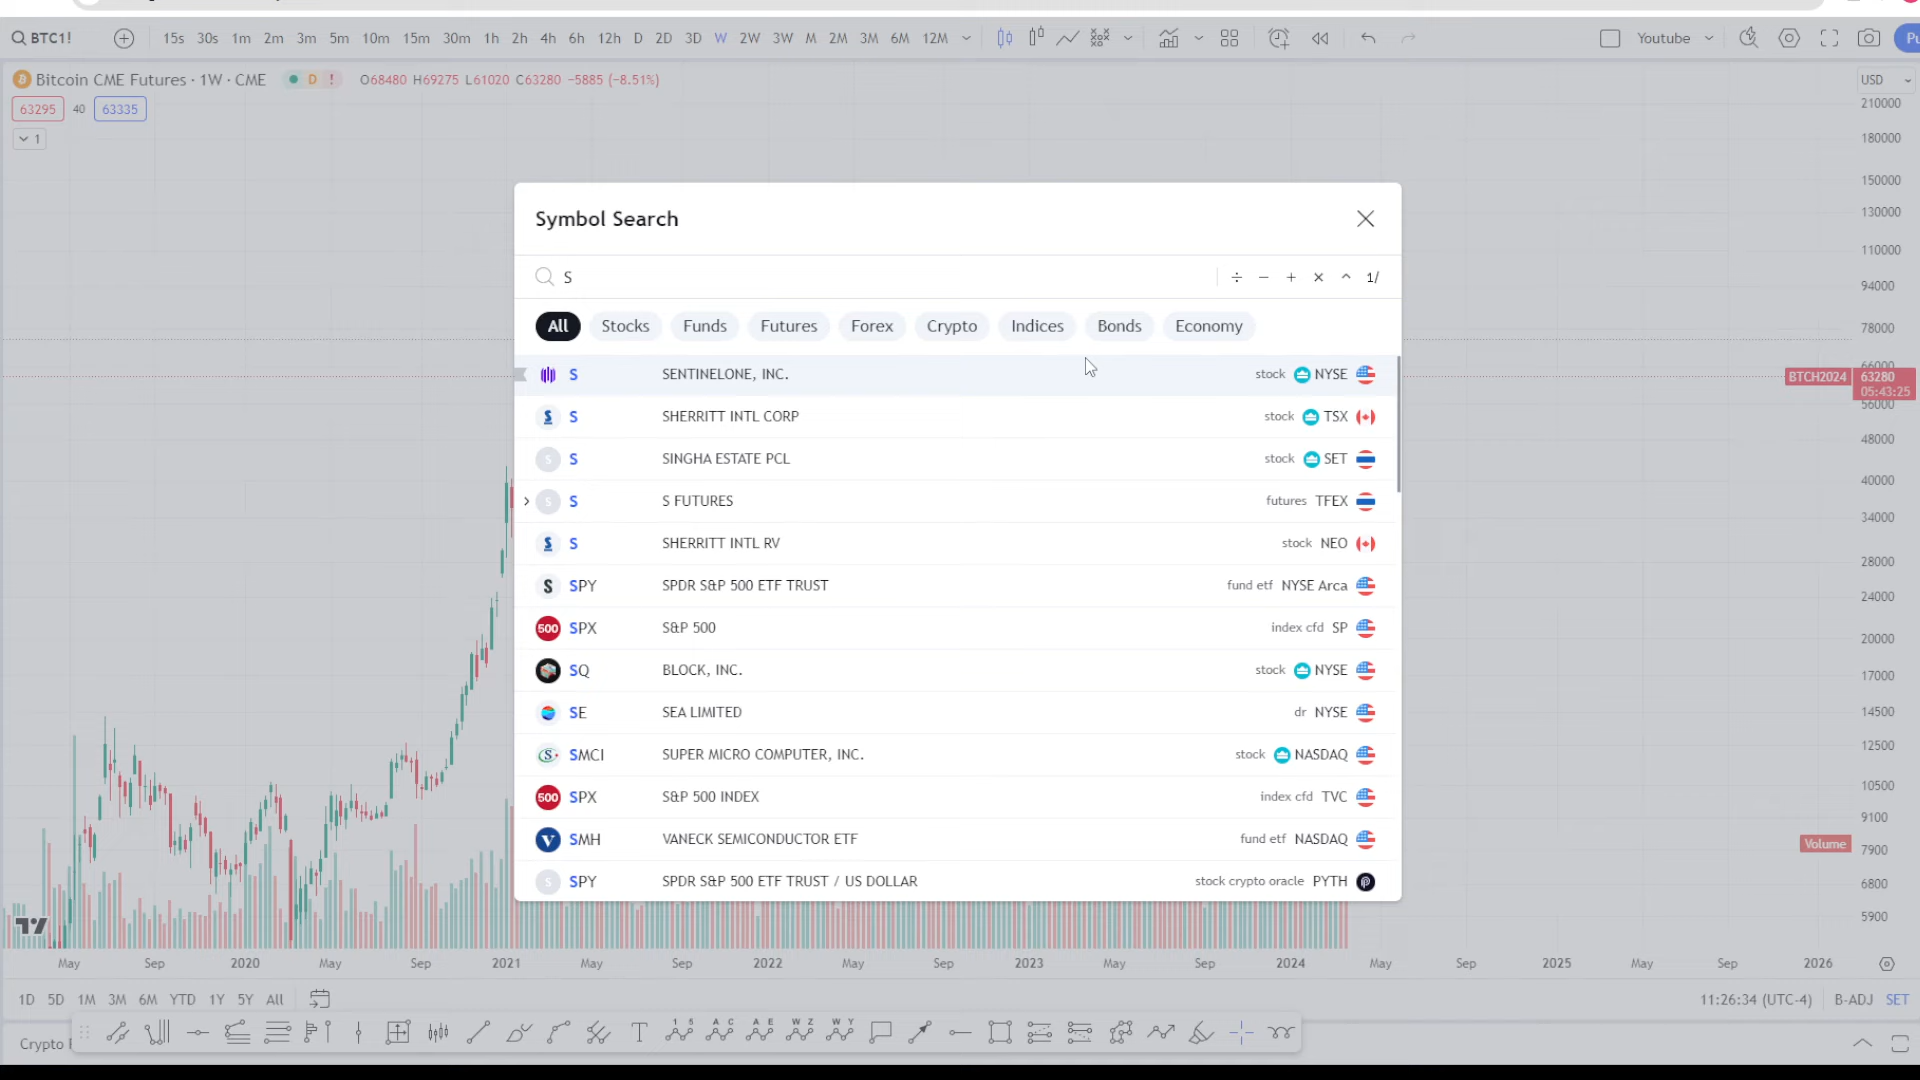 BTC1! 15s 30s 1m 2m 3m 5m 10m 15m 30m 1h 2h 4h 6h 12h D 2D 3D W 2W 3W M 2M 3M 6M 12M Youtube
Bitcoin CME Futures · 1W · CME D ! O68480 H69275 L61020 C63280 −5885 (−8.51%) USD
63295 40 63335
1
210000
180000
150000
130000
110000
94000
78000
66000
BTCH2024 63280
05:43:25
56000
48000
40000
34000
28000
24000
20000
17000
14500
12500
10500
9100
Volume
7900
6800
5900
Symbol Search
S ÷ − + × ^ 1/
All Stocks Funds Futures Forex Crypto Indices Bonds Economy
S SENTINELONE, INC. stock NYSE
S SHERRITT INTL CORP stock TSX
S S SINGHA ESTATE PCL stock SET
S S S FUTURES futures TFEX
S SHERRITT INTL RV stock NEO
S SPY SPDR S&P 500 ETF TRUST fund etf NYSE Arca
500 SPX S&P 500 index cfd SP
SQ BLOCK, INC. stock NYSE
SE SEA LIMITED dr NYSE
S SMCI SUPER MICRO COMPUTER, INC. stock NASDAQ
500 SPX S&P 500 INDEX index cfd TVC
V SMH VANECK SEMICONDUCTOR ETF fund etf NASDAQ
S SPY SPDR S&P 500 ETF TRUST / US DOLLAR stock crypto oracle PYTH
May Sep 2020 May Sep 2021 May Sep 2022 May Sep 2023 May Sep 2024 May Sep 2025 May Sep 2026
1D 5D 1M 3M 6M YTD 1Y 5Y All 11:26:34 (UTC-4) B-ADJ SET
T 1 5 A C A E W Z W Y
Crypto